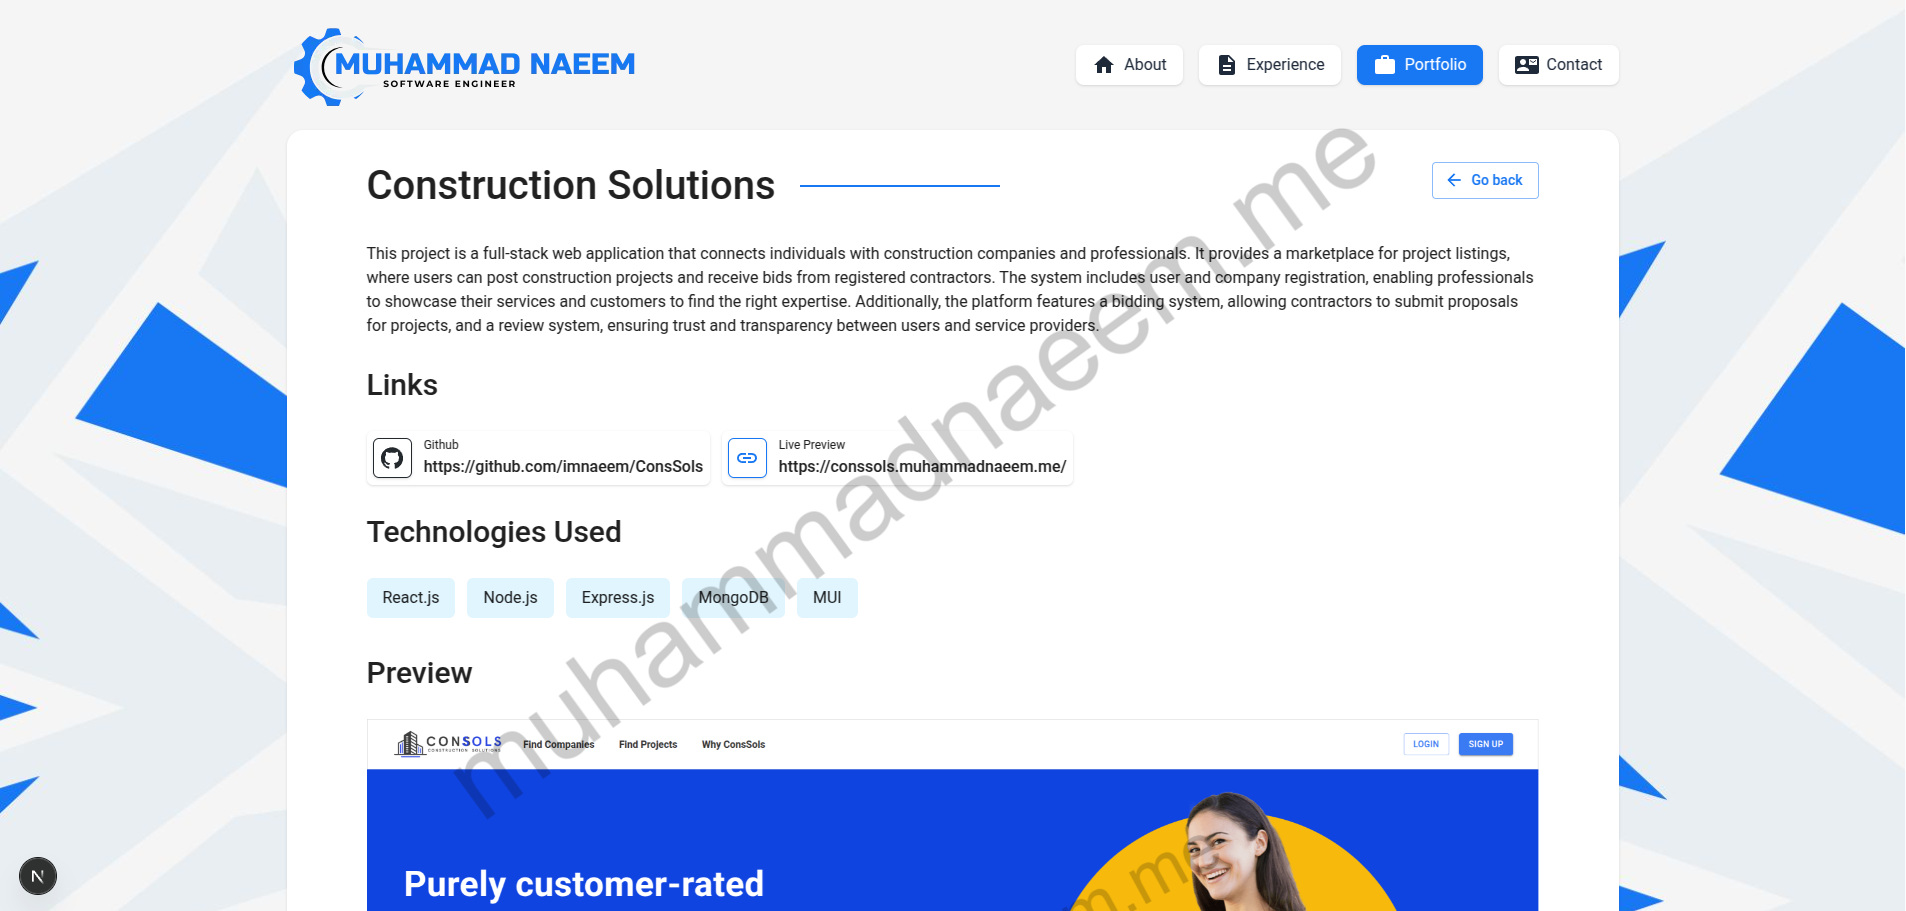 MUHAMMAD NAEEM
SOFTWARE ENGINEER
About
Experience
Portfolio
Contact
Construction Solutions
Go back
This project is a full-stack web application that connects individuals with construction companies and professionals. It provides a marketplace for project listings,
where users can post construction projects and receive bids from registered contractors. The system includes user and company registration, enabling professionals
to showcase their services and customers to find the right expertise. Additionally, the platform features a bidding system, allowing contractors to submit proposals
for projects, and a review system, ensuring trust and transparency between users and service providers.
Links
Github
https://github.com/imnaeem/ConsSols
Live Preview
https://conssols.muhammadnaeem.me/
Technologies Used
React.js
Node.js
Express.js
MongoDB
MUI
Preview
CONSOLS
CONSTRUCTION SOLUTIONS
Find Companies
Find Projects
Why ConsSols
LOGIN
SIGN UP
Purely customer-rated
muhammadnaeem.me
m.me
N